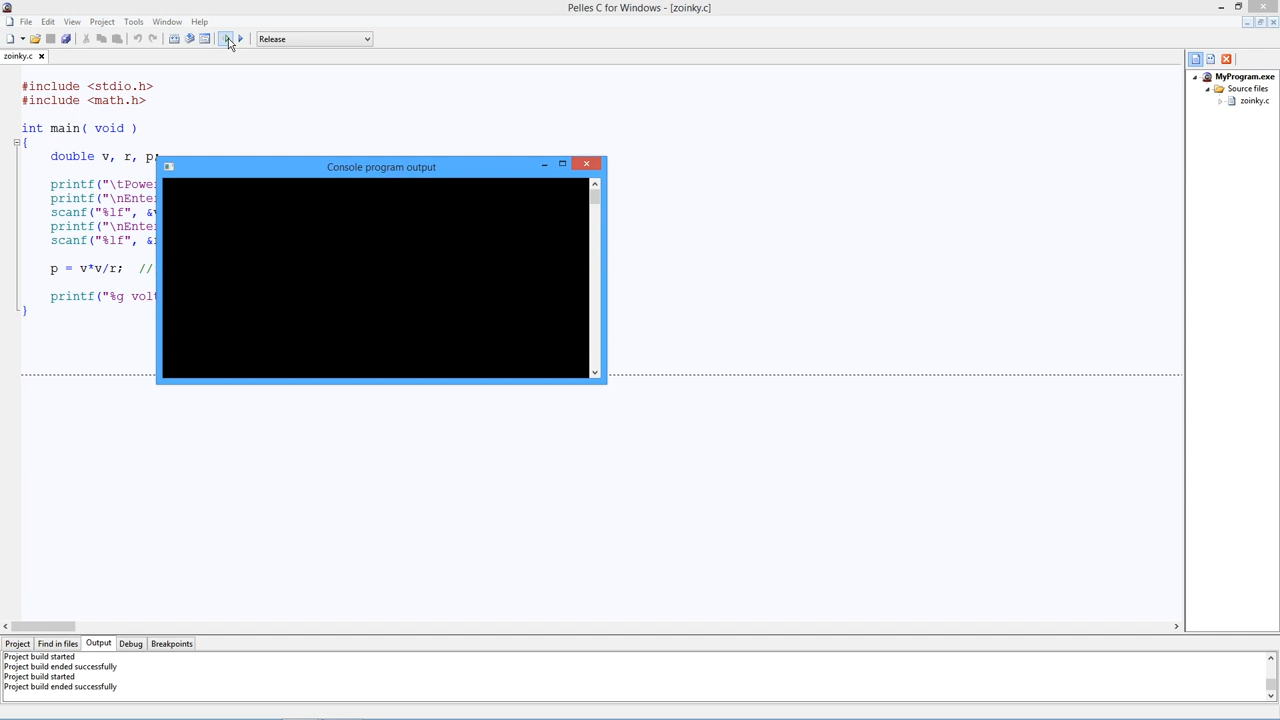 Pelles C for Windows - [zoinky.c]
File Edit View Project Tools Window Help
Release
zoinky.c
#include <stdio.h>
#include <math.h>
int main( void )
{
double v, r, p;
printf("\tPowe
printf("\nEnte
scanf("%lf", &v
printf("\nEnte
scanf("%lf", &
p = v*v/r; //
printf("%g volt
}
Console program output
MyProgram.exe
Source files
zoinky.c
Project Find in files Output Debug Breakpoints
Project build started
Project build ended successfully
Project build started
Project build ended successfully